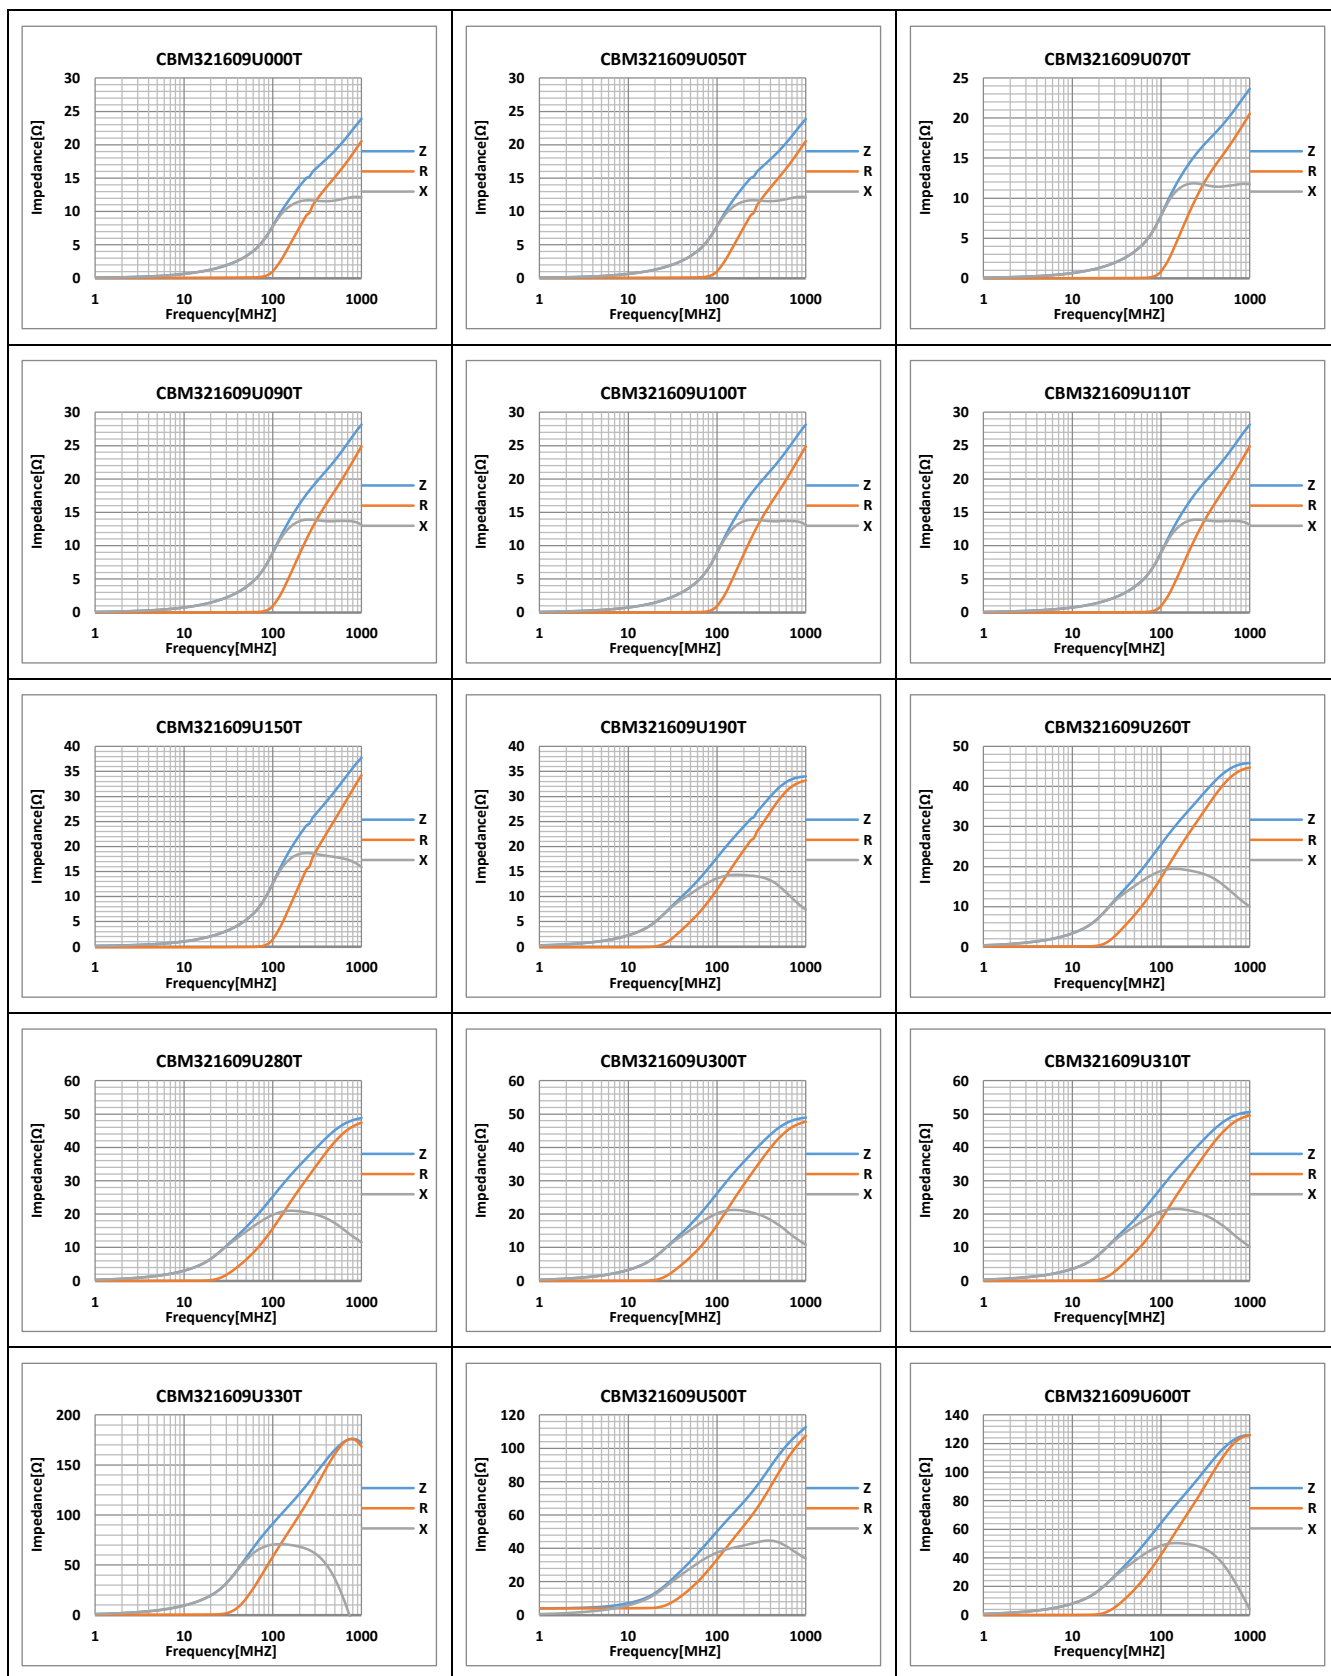 CBM321609U000T
Impedance[Ω]
30
25
20
15
10
5
0
1 10 100 1000
Frequency[MHZ]
Z
R
X
CBM321609U050T
Impedance[Ω]
30
25
20
15
10
5
0
1 10 100 1000
Frequency[MHZ]
Z
R
X
CBM321609U070T
Impedance[Ω]
25
20
15
10
5
0
1 10 100 1000
Frequency[MHZ]
Z
R
X
CBM321609U090T
Impedance[Ω]
30
25
20
15
10
5
0
1 10 100 1000
Frequency[MHZ]
Z
R
X
CBM321609U100T
Impedance[Ω]
30
25
20
15
10
5
0
1 10 100 1000
Frequency[MHZ]
Z
R
X
CBM321609U110T
Impedance[Ω]
30
25
20
15
10
5
0
1 10 100 1000
Frequency[MHZ]
Z
R
X
CBM321609U150T
Impedance[Ω]
40
35
30
25
20
15
10
5
0
1 10 100 1000
Frequency[MHZ]
Z
R
X
CBM321609U190T
Impedance[Ω]
40
35
30
25
20
15
10
5
0
1 10 100 1000
Frequency[MHZ]
Z
R
X
CBM321609U260T
Impedance[Ω]
50
40
30
20
10
0
1 10 100 1000
Frequency[MHZ]
Z
R
X
CBM321609U280T
Impedance[Ω]
60
50
40
30
20
10
0
1 10 100 1000
Frequency[MHZ]
Z
R
X
CBM321609U300T
Impedance[Ω]
60
50
40
30
20
10
0
1 10 100 1000
Frequency[MHZ]
Z
R
X
CBM321609U310T
Impedance[Ω]
60
50
40
30
20
10
0
1 10 100 1000
Frequency[MHZ]
Z
R
X
CBM321609U330T
Impedance[Ω]
200
150
100
50
0
1 10 100 1000
Frequency[MHZ]
Z
R
X
CBM321609U500T
Impedance[Ω]
120
100
80
60
40
20
0
1 10 100 1000
Frequency[MHZ]
Z
R
X
CBM321609U600T
Impedance[Ω]
140
120
100
80
60
40
20
0
1 10 100 1000
Frequency[MHZ]
Z
R
X